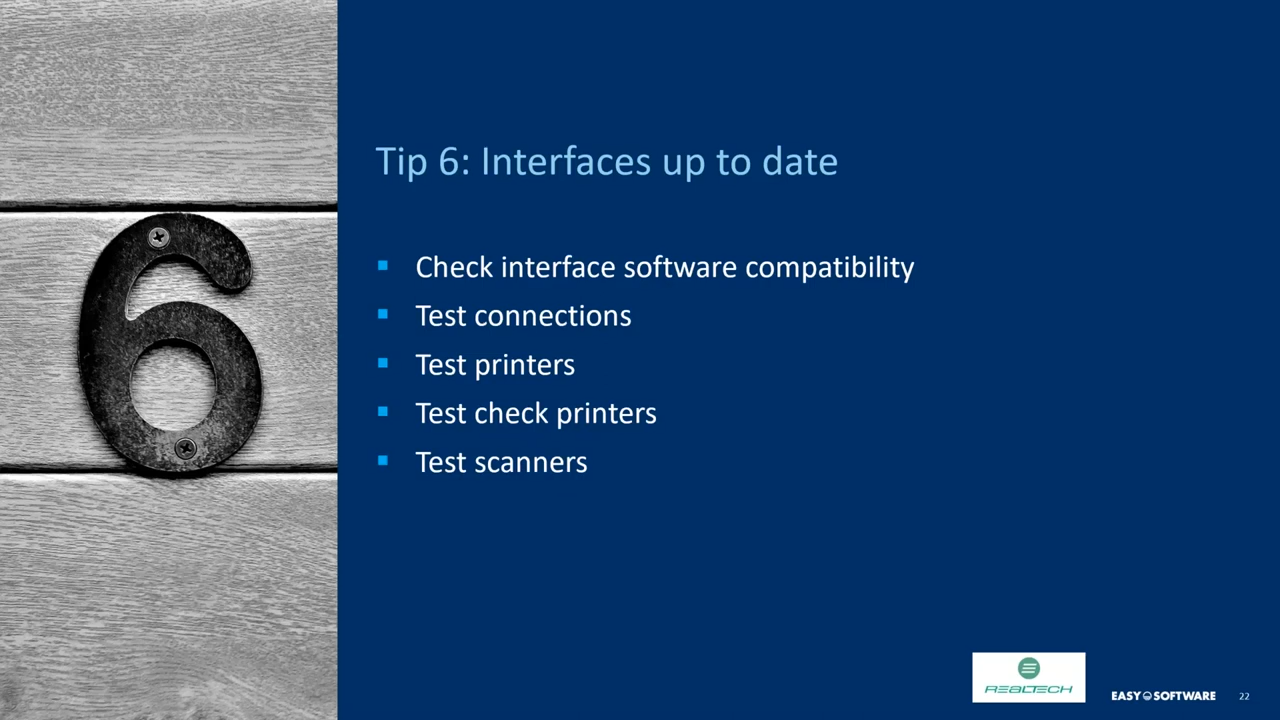 6
Tip 6: Interfaces up to date
Check interface software compatibility
Test connections
Test printers
Test check printers
Test scanners
REALTECH
EASY SOFTWARE
22